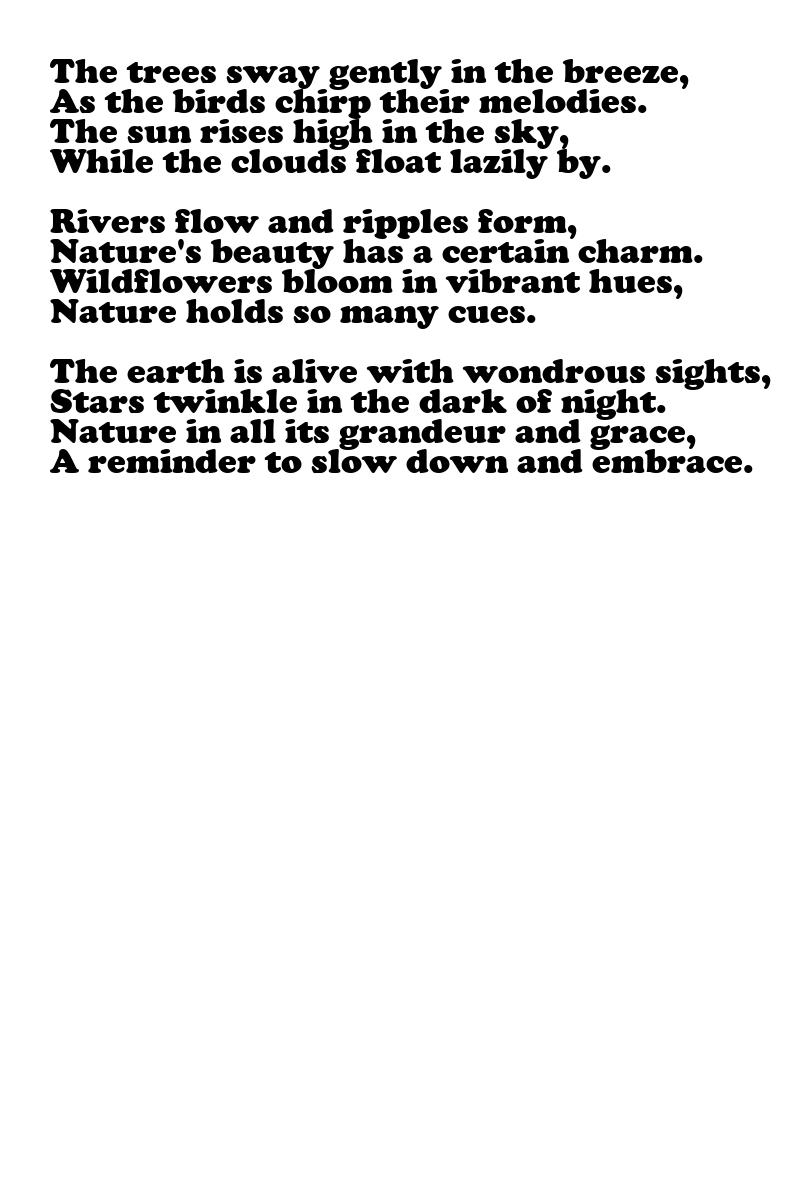 The trees sway gently in the breeze,
As the birds chirp their melodies.
The sun rises high in the sky,
While the clouds float lazily by.

Rivers flow and ripples form,
Nature's beauty has a certain charm.
Wildflowers bloom in vibrant hues,
Nature holds so many cues.

The earth is alive with wondrous sights,
Stars twinkle in the dark of night.
Nature in all its grandeur and grace,
A reminder to slow down and embrace.